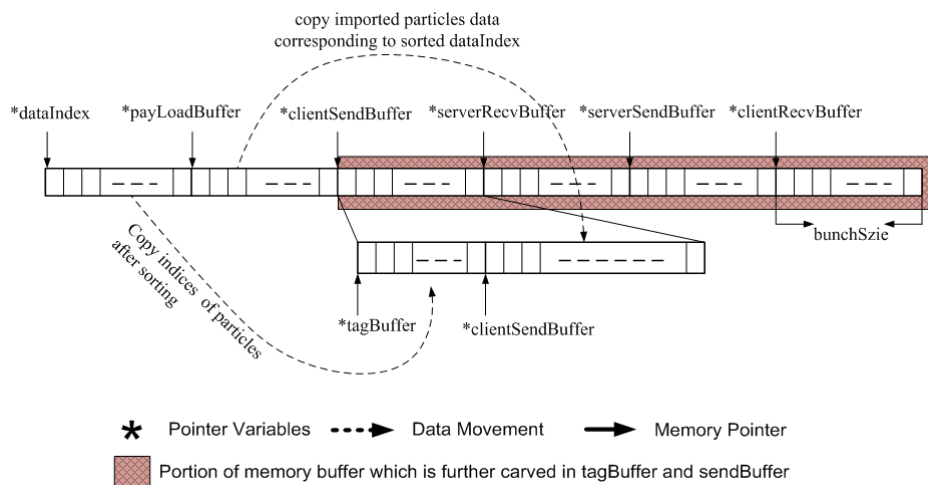 copy imported particles data
corresponding to sorted dataIndex
*dataIndex
*payLoadBuffer
*clientSendBuffer
*serverRecvBuffer
*serverSendBuffer
*clientRecvBuffer
bunchSzie
Copy indices of particles
after sorting
*tagBuffer
*clientSendBuffer
* Pointer Variables
Data Movement
Memory Pointer
Portion of memory buffer which is further carved in tagBuffer and sendBuffer